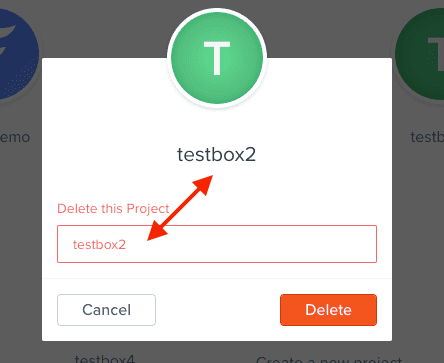 T
T
emo
testb
testbox2
Delete this Project
testbox2
Cancel
Delete
testbox4
Create a new project